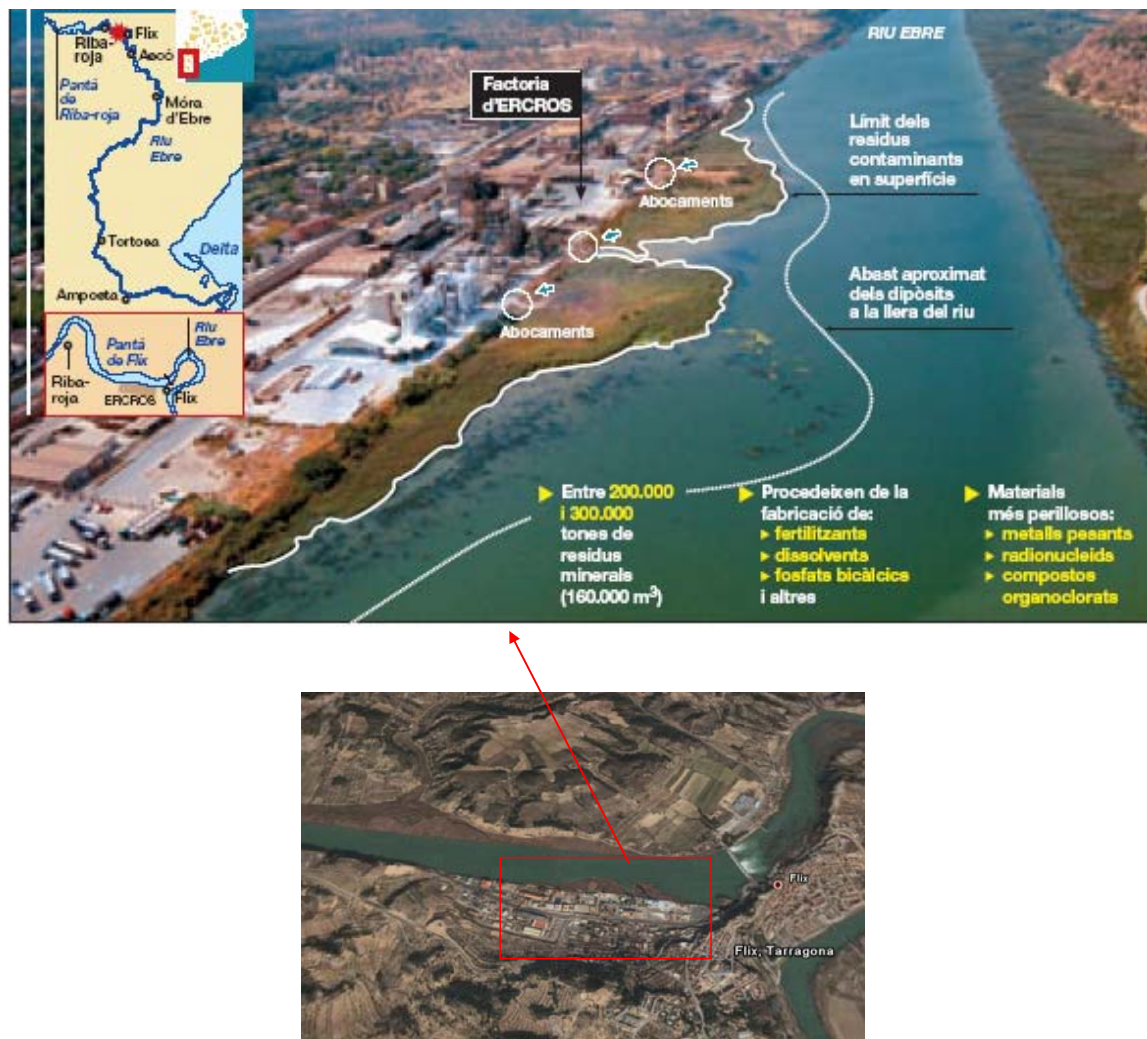 Riba-
roja
Flix
Ascó
Pantà
de
Riba-roja
Móra
d'Ebre
Riu
Ebre
Tortosa
Delta
Amposta
Riu
Ebre
Pantà
de Flix
Riba-
roja
ERCROS
Flix
RIU EBRE
Factoria
d'ERCROS
Límit dels
residus
contaminants
en superfície
Abocaments
Abast aproximat
dels dipòsits
a la llera del riu
Abocaments
Entre 200.000
i 300.000
tones de
residus
minerals
(160.000 m³)
Procedeixen de la
fabricació de:
fertilitzants
dissolvents
fosfats bicàlcics
i altres
Materials
més perillosos:
metalls pesants
radionucleids
compostos
organoclorats
Flix
Flix, Tarragona